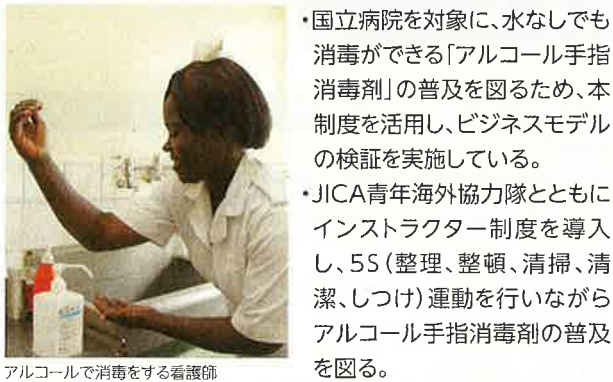 ・国立病院を対象に、水なしでも
消毒ができる「アルコール手指
消毒剤」の普及を図るため、本
制度を活用し、ビジネスモデル
の検証を実施している。
・JICA青年海外協力隊とともに
インストラクター制度を導入
し、5S（整理、整頓、清掃、清
潔、しつけ）運動を行いながら
アルコール手指消毒剤の普及
を図る。
アルコールで消毒をする看護師